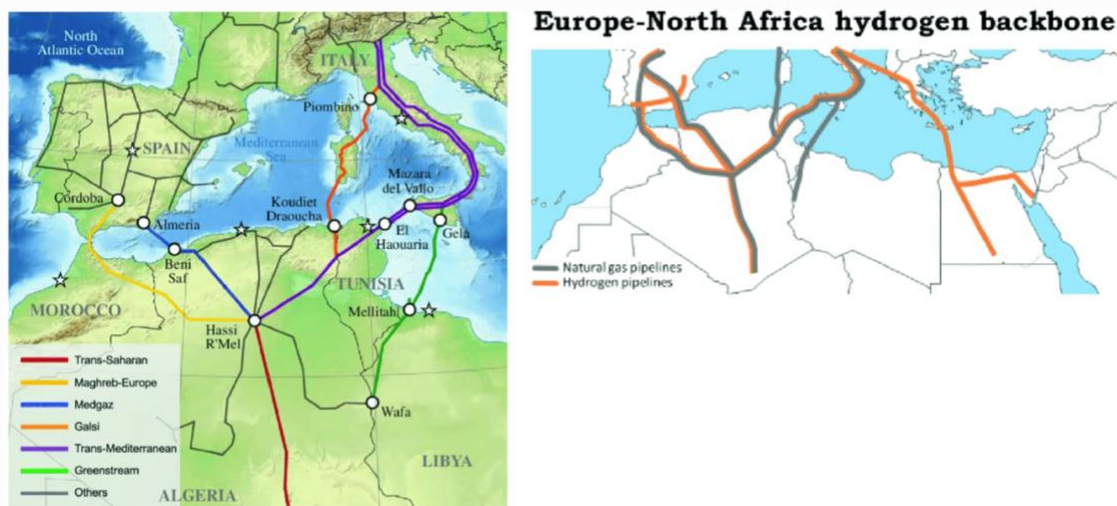 North
Atlantic Ocean
ITALY
Piombino
SPAIN
Mediterranean
Sea
Mazara
del Vallo
Cordoba
Koudiet
Draoucha
Almeria
El
Haouaria
Gela
Beni
Saf
TUNISIA
MOROCCO
Mellitah
Hassi
R'Mel
Wafa
LIBYA
ALGERIA
Trans-Saharan
Maghreb-Europe
Medgaz
Galsi
Trans-Mediterranean
Greenstream
Others
Europe-North Africa hydrogen backbone
Natural gas pipelines
Hydrogen pipelines